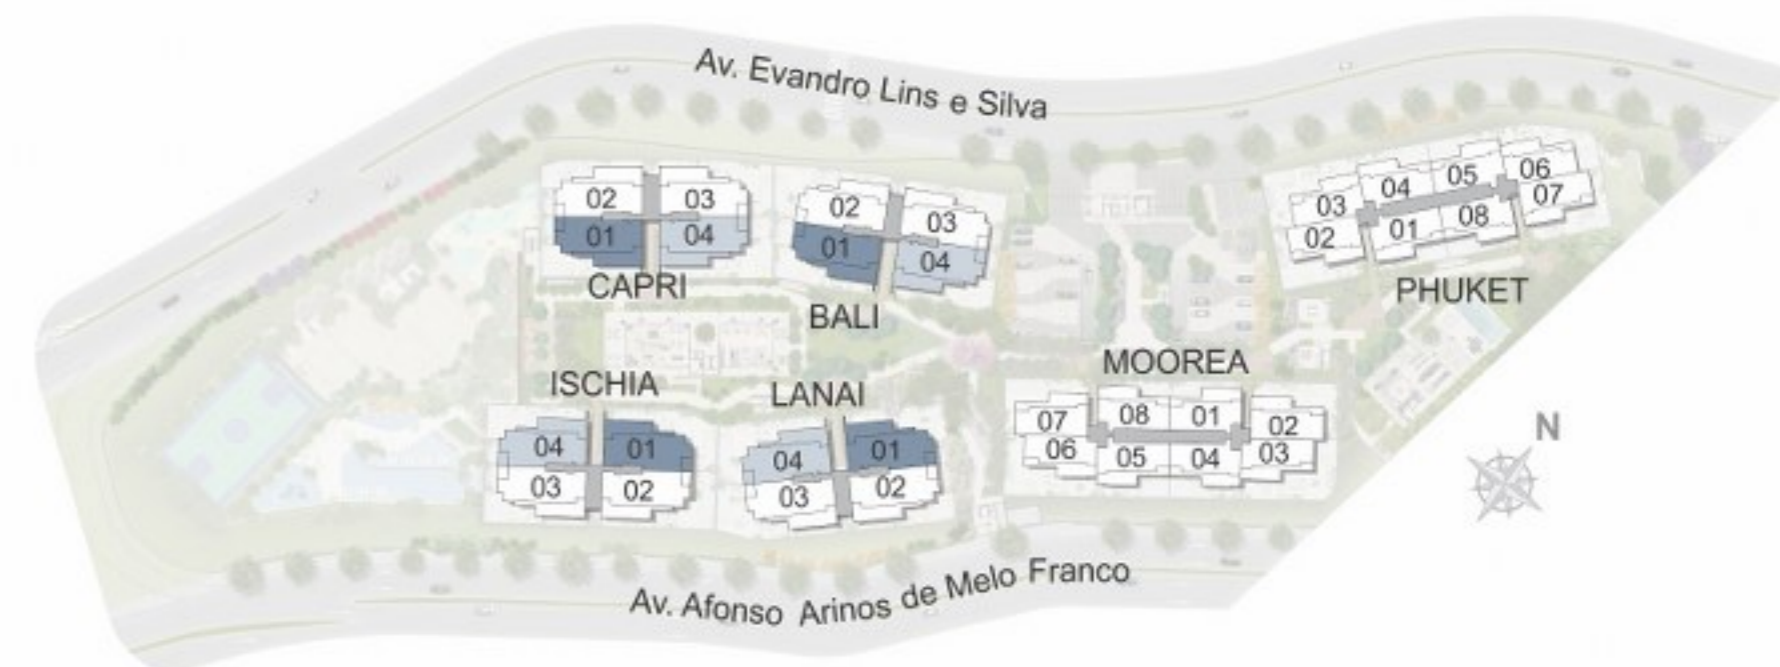 Av. Evandro Lins e Silva
02 03
01 04
CAPRI
02 03
01 04
BALI
03 04 05 06
02 01 08 07
PHUKET
ISCHIA
04 01
03 02
LANAI
04 01
03 02
MOOREA
07 08 01 02
06 05 04 03
N
Av. Afonso Arinos de Melo Franco